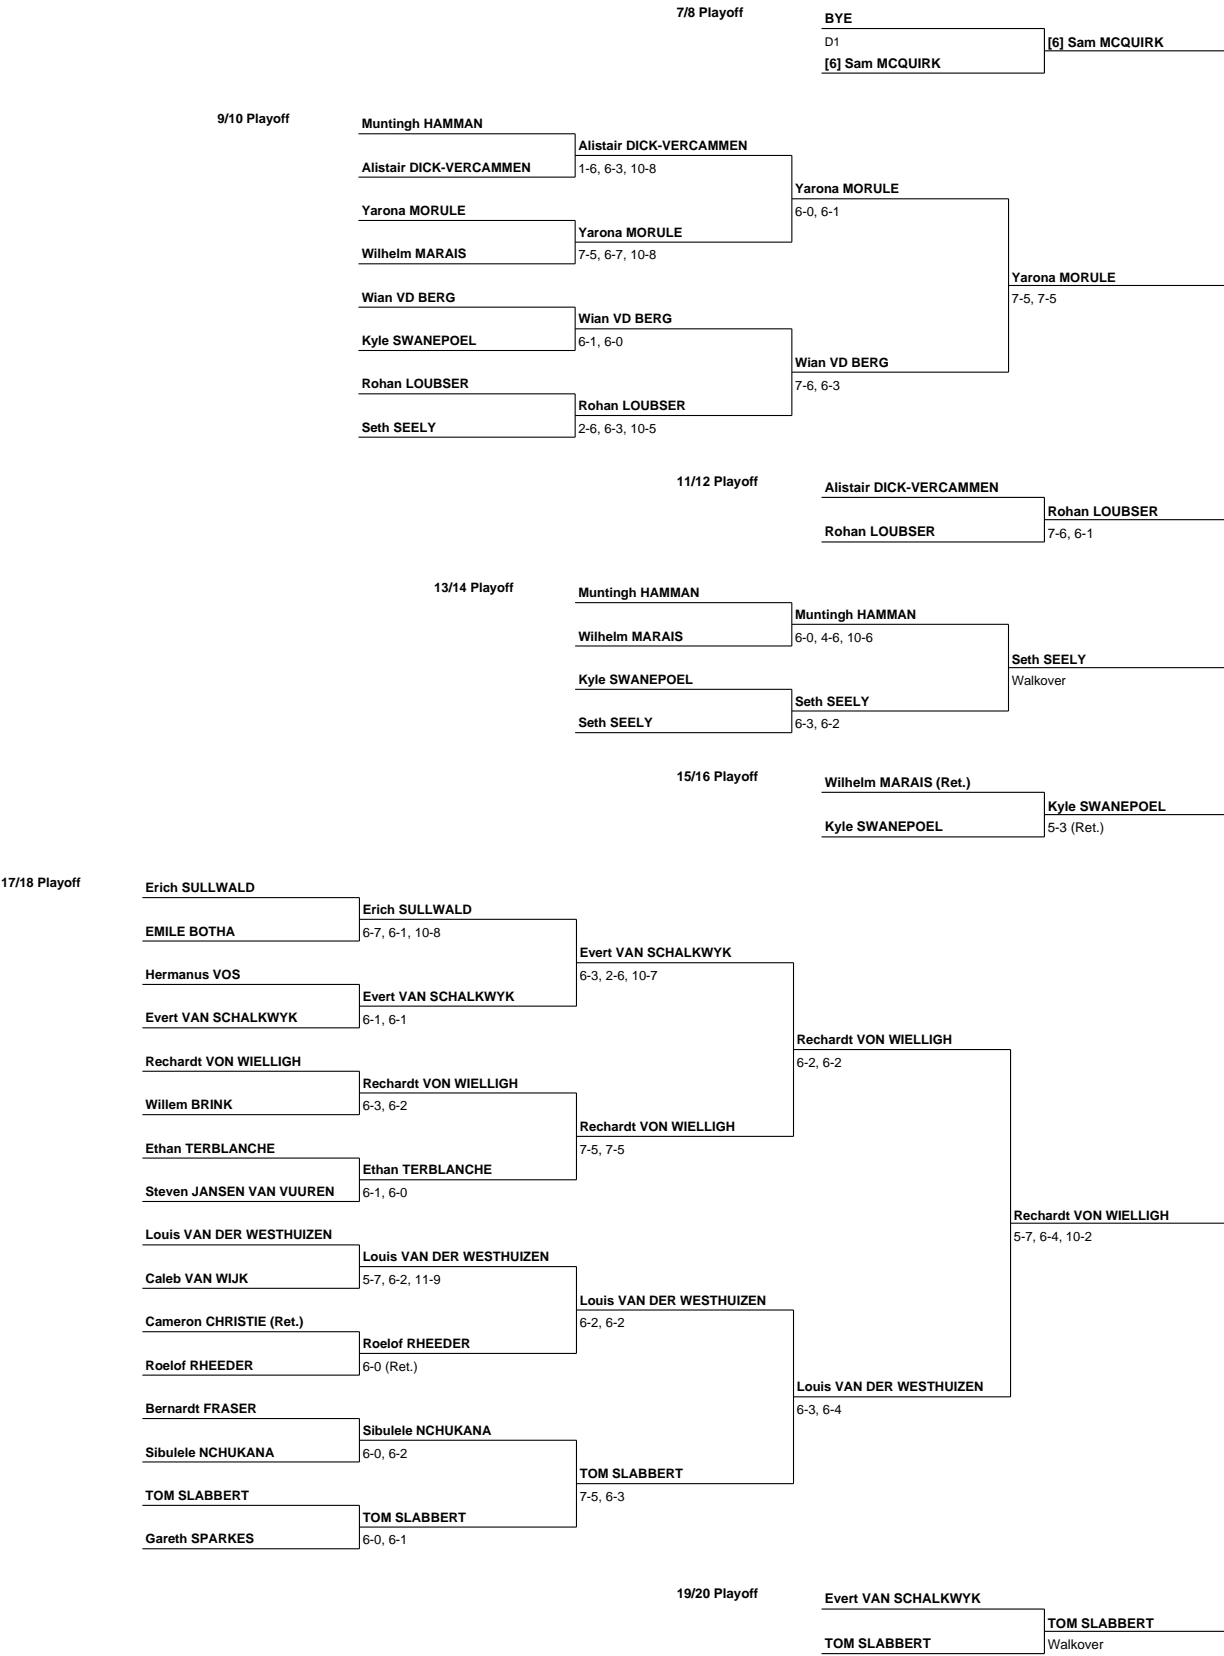 7/8 Playoff
BYE
D1
[6] Sam MCQUIRK
[6] Sam MCQUIRK
9/10 Playoff
Muntingh HAMMAN
Alistair DICK-VERCAMMEN
Alistair DICK-VERCAMMEN
1-6, 6-3, 10-8
Yarona MORULE
6-0, 6-1
Yarona MORULE
Yarona MORULE
Wilhelm MARAIS
7-5, 6-7, 10-8
Yarona MORULE
7-5, 7-5
Wian VD BERG
Wian VD BERG
Kyle SWANEPOEL
6-1, 6-0
Wian VD BERG
7-6, 6-3
Rohan LOUBSER
Rohan LOUBSER
Seth SEELY
2-6, 6-3, 10-5
11/12 Playoff
Alistair DICK-VERCAMMEN
Rohan LOUBSER
Rohan LOUBSER
7-6, 6-1
13/14 Playoff
Muntingh HAMMAN
Muntingh HAMMAN
Wilhelm MARAIS
6-0, 4-6, 10-6
Seth SEELY
Walkover
Kyle SWANEPOEL
Seth SEELY
Seth SEELY
6-3, 6-2
15/16 Playoff
Wilhelm MARAIS (Ret.)
Kyle SWANEPOEL
Kyle SWANEPOEL
5-3 (Ret.)
17/18 Playoff
Erich SULLWALD
Erich SULLWALD
EMILE BOTHA
6-7, 6-1, 10-8
Evert VAN SCHALKWYK
6-3, 2-6, 10-7
Hermanus VOS
Evert VAN SCHALKWYK
Evert VAN SCHALKWYK
6-1, 6-1
Rechardt VON WIELLIGH
6-2, 6-2
Rechardt VON WIELLIGH
Rechardt VON WIELLIGH
Willem BRINK
6-3, 6-2
Rechardt VON WIELLIGH
7-5, 7-5
Ethan TERBLANCHE
Ethan TERBLANCHE
Steven JANSEN VAN VUUREN
6-1, 6-0
Rechardt VON WIELLIGH
5-7, 6-4, 10-2
Louis VAN DER WESTHUIZEN
Louis VAN DER WESTHUIZEN
Caleb VAN WIJK
5-7, 6-2, 11-9
Louis VAN DER WESTHUIZEN
6-2, 6-2
Cameron CHRISTIE (Ret.)
Roelof RHEEDER
Roelof RHEEDER
6-0 (Ret.)
Louis VAN DER WESTHUIZEN
6-3, 6-4
Bernardt FRASER
Sibulele NCHUKANA
Sibulele NCHUKANA
6-0, 6-2
TOM SLABBERT
7-5, 6-3
TOM SLABBERT
TOM SLABBERT
Gareth SPARKES
6-0, 6-1
19/20 Playoff
Evert VAN SCHALKWYK
TOM SLABBERT
TOM SLABBERT
Walkover